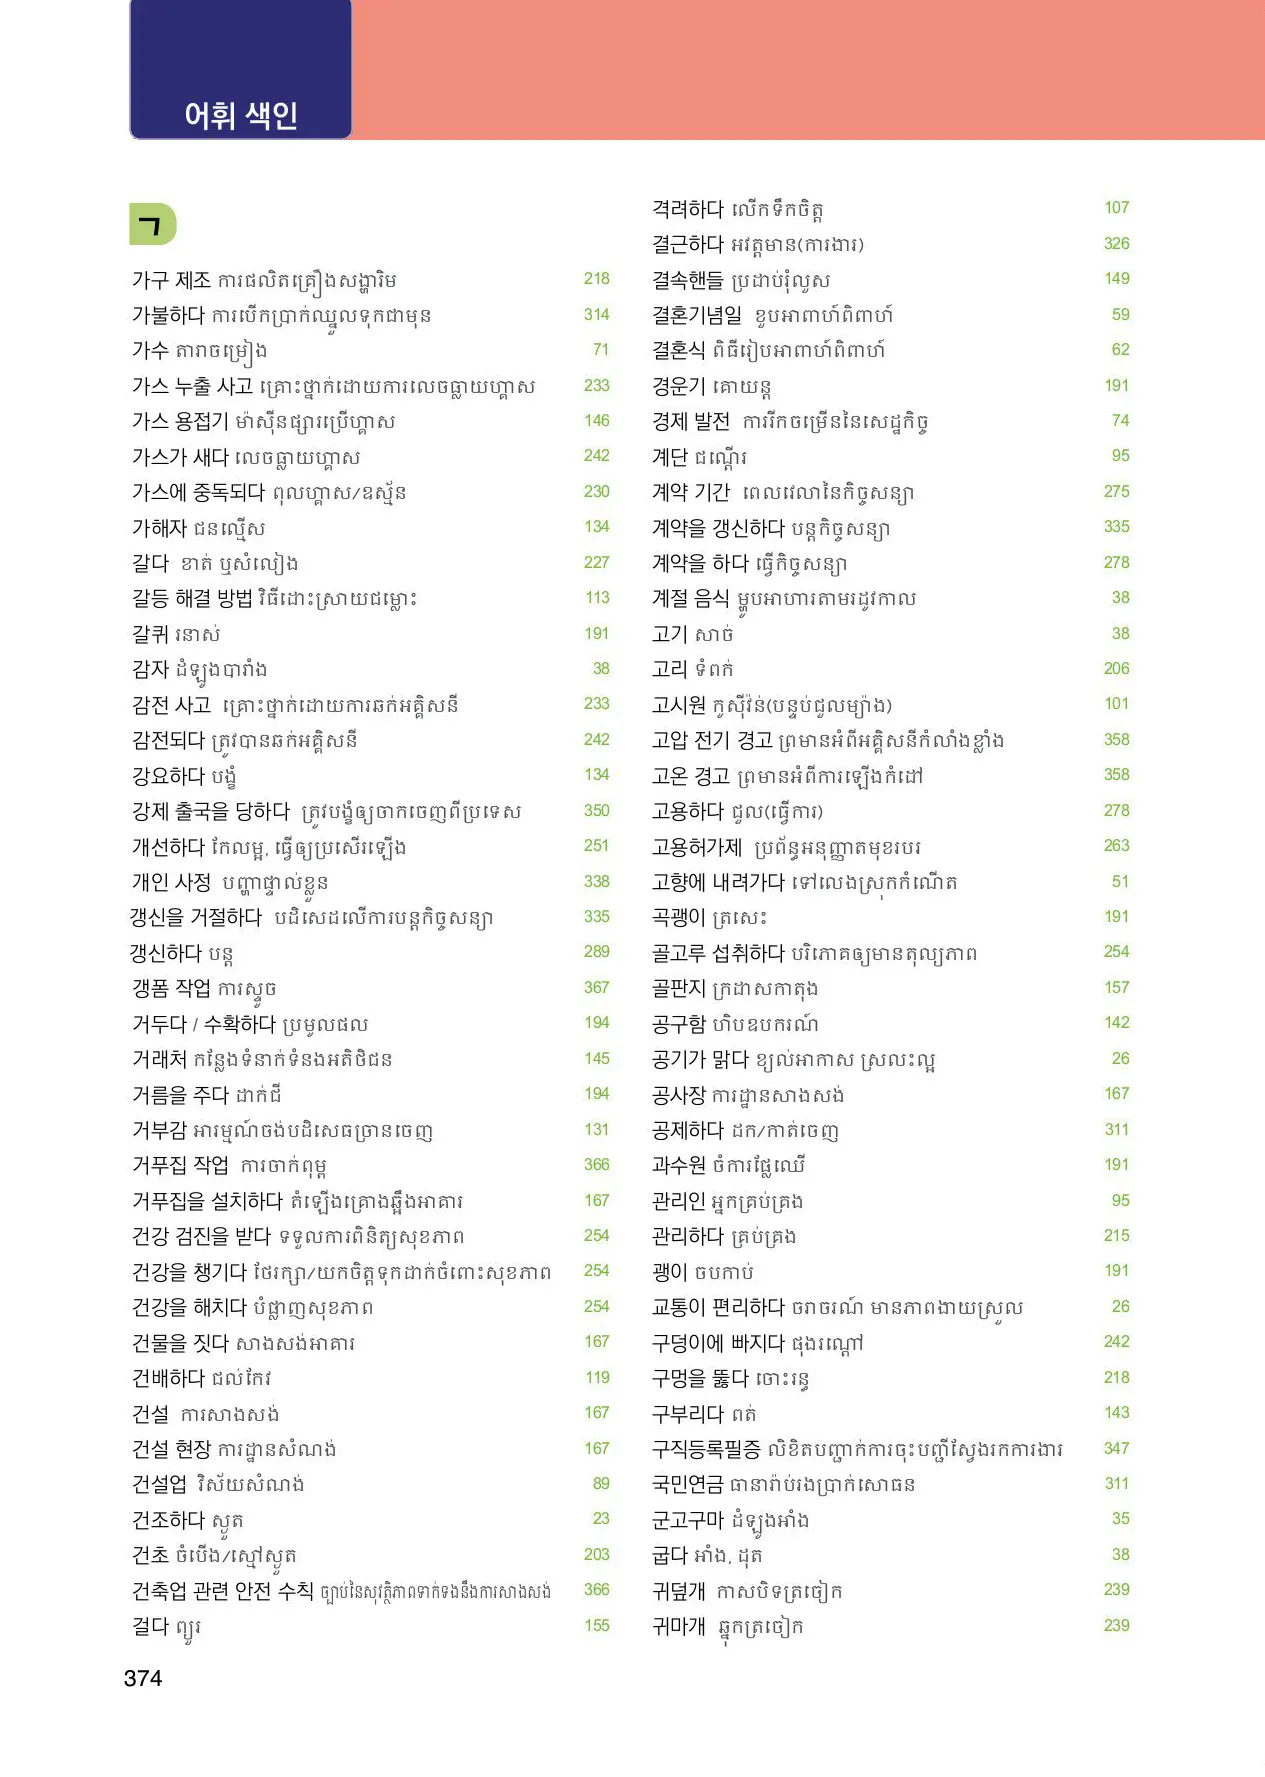 어휘 색인
ㄱ
가구 제조 ការផលិតគ្រឿងសង្ហារិម 218
가불하다 ការបើកប្រាក់ឈ្នួលទុកជាមុន 314
가수 តារាចម្រៀង 71
가스 누출 사고 គ្រោះថ្នាក់ដោយការលេចធ្លាយហ្គាស 233
가스 용접기 ម៉ាស៊ីនផ្សារប្រើហ្គាស 146
가스가 새다 លេចធ្លាយហ្គាស 242
가스에 중독되다 ពុលហ្គាស/ឧស្ម័ន 230
가해자 ជនល្មើស 134
갈다 ខាត់ ឬសំលៀង 227
갈등 해결 방법 វិធីដោះស្រាយជម្លោះ 113
갈퀴 រនាស់ 191
감자 ដំឡូងបារាំង 38
감전 사고 គ្រោះថ្នាក់ដោយការឆក់អគ្គិសនី 233
감전되다 ត្រូវបានឆក់អគ្គិសនី 242
강요하다 បង្ខំ 134
강제 출국을 당하다 ត្រូវបង្ខំឲ្យចាកចេញពីប្រទេស 350
개선하다 កែលម្អ, ធ្វើឲ្យប្រសើរឡើង 251
개인 사정 បញ្ហាផ្ទាល់ខ្លួន 338
갱신을 거절하다 បដិសេដលើការបន្តកិច្ចសន្យា 335
갱신하다 បន្ត 289
갱폼 작업 ការស្ទូច 367
거두다 / 수확하다 ប្រមូលផល 194
거래처 កន្លែងទំនាក់ទំនងអតិថិជន 145
거름을 주다 ដាក់ជី 194
거부감 អារម្មណ៍ចង់បដិសេធច្រានចេញ 131
거푸집 작업 ការចាក់ពុម្ព 366
거푸집을 설치하다 តំឡើងគ្រោងឆ្អឹងអាគារ 167
건강 검진을 받다 ទទួលការពិនិត្យសុខភាព 254
건강을 챙기다 ថែរក្សា/យកចិត្តទុកដាក់ចំពោះសុខភាព 254
건강을 해치다 បំផ្លាញសុខភាព 254
건물을 짓다 សាងសង់អាគារ 167
건배하다 ជល់កែវ 119
건설 ការសាងសង់ 167
건설 현장 ការដ្ឋានសំណង់ 167
건설업 វិស័យសំណង់ 89
건조하다 ស្ងួត 23
건초 ចំបើង/ស្មៅស្ងួត 203
건축업 관련 안전 수칙 ច្បាប់នៃសុវត្ថិភាពទាក់ទងនឹងការសាងសង់ 366
걸다 ព្យួរ 155
격려하다 លើកទឹកចិត្ត 107
결근하다 អវត្តមាន(ការងារ) 326
결속핸들 ប្រដាប់រុំលួស 149
결혼기념일 ខួបអាពាហ៍ពិពាហ៍ 59
결혼식 ពិធីរៀបអាពាហ៍ពិពាហ៍ 62
경운기 គោយន្ត 191
경제 발전 ការរីកចម្រើននៃសេដ្ឋកិច្ច 74
계단 ជណ្តើរ 95
계약 기간 ពេលវេលានៃកិច្ចសន្យា 275
계약을 갱신하다 បន្តកិច្ចសន្យា 335
계약을 하다 ធ្វើកិច្ចសន្យា 278
계절 음식 ម្ហូបអាហារតាមរដូវកាល 38
고기 សាច់ 38
고리 ទំពក់ 206
고시원 កូស៊ីវ៉ន់(បន្ទប់ជួលម្យ៉ាង) 101
고압 전기 경고 ព្រមានអំពីអគ្គិសនីកំលាំងខ្លាំង 358
고온 경고 ព្រមានអំពីការឡើងកំដៅ 358
고용하다 ជួល(ធ្វើការ) 278
고용허가제 ប្រព័ន្ធអនុញ្ញាតមុខរបរ 263
고향에 내려가다 ទៅលេងស្រុកកំណើត 51
곡괭이 ត្រសេះ 191
골고루 섭취하다 បរិភោគឲ្យមានតុល្យភាព 254
골판지 ក្រដាសកាតុង 157
공구함 ហិបឧបករណ៍ 142
공기가 맑다 ខ្យល់អាកាស ស្រលះល្អ 26
공사장 ការដ្ឋានសាងសង់ 167
공제하다 ដក/កាត់ចេញ 311
과수원 ចំការផ្លែឈើ 191
관리인 អ្នកគ្រប់គ្រង 95
관리하다 គ្រប់គ្រង 215
괭이 ចបកាប់ 191
교통이 편리하다 ចរាចរណ៍ មានភាពងាយស្រួល 26
구덩이에 빠지다 ផុងរណ្តៅ 242
구멍을 뚫다 ចោះរន្ធ 218
구부리다 ពត់ 143
구직등록필증 លិខិតបញ្ជាក់ការចុះបញ្ជីស្វែងរកការងារ 347
국민연금 ធានារ៉ាប់រងប្រាក់សោធន 311
군고구마 ដំឡូងអាំង 35
굽다 អាំង, ដុត 38
귀덮개 កាសបិទត្រចៀក 239
귀마개 ឆ្នុកត្រចៀក 239
374